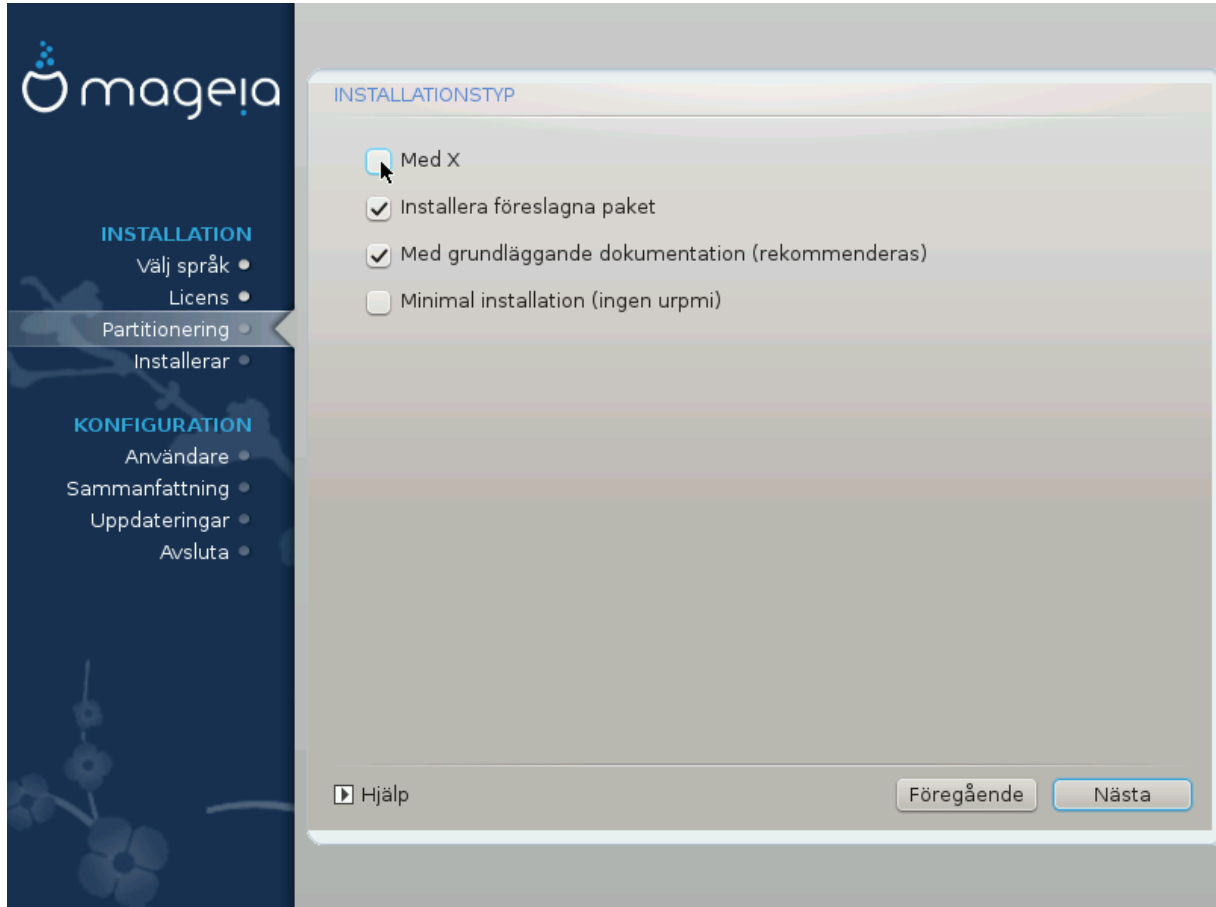 mageia
INSTALLATION
Välj språk
Licens
Partitionering
Installerar
KONFIGURATION
Användare
Sammanfattning
Uppdateringar
Avsluta
INSTALLATIONSTYP
Med X
Installera föreslagna paket
Med grundläggande dokumentation (rekommenderas)
Minimal installation (ingen urpmi)
Hjälp
Föregående
Nästa